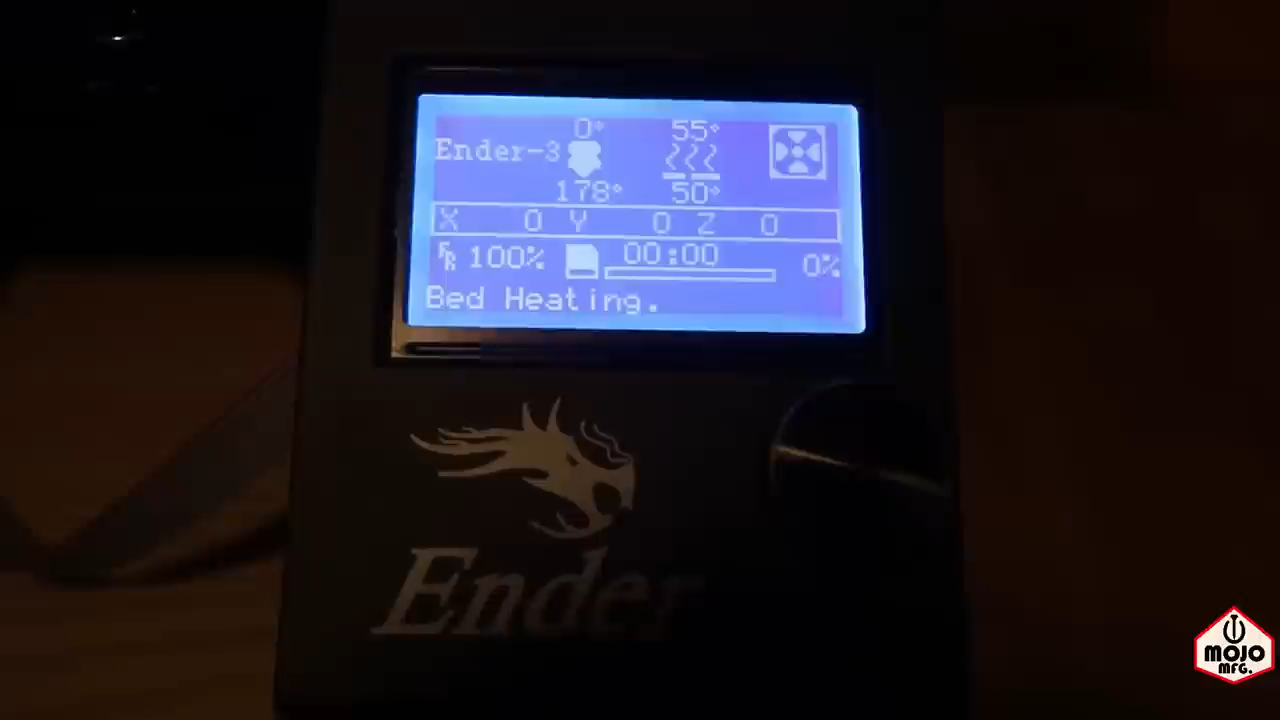 0° 55°
Ender-3
178° 50°
X 0 Y 0 Z 0
FR 100% 00:00 0%
Bed Heating.
Ender
MOJO
MFG.